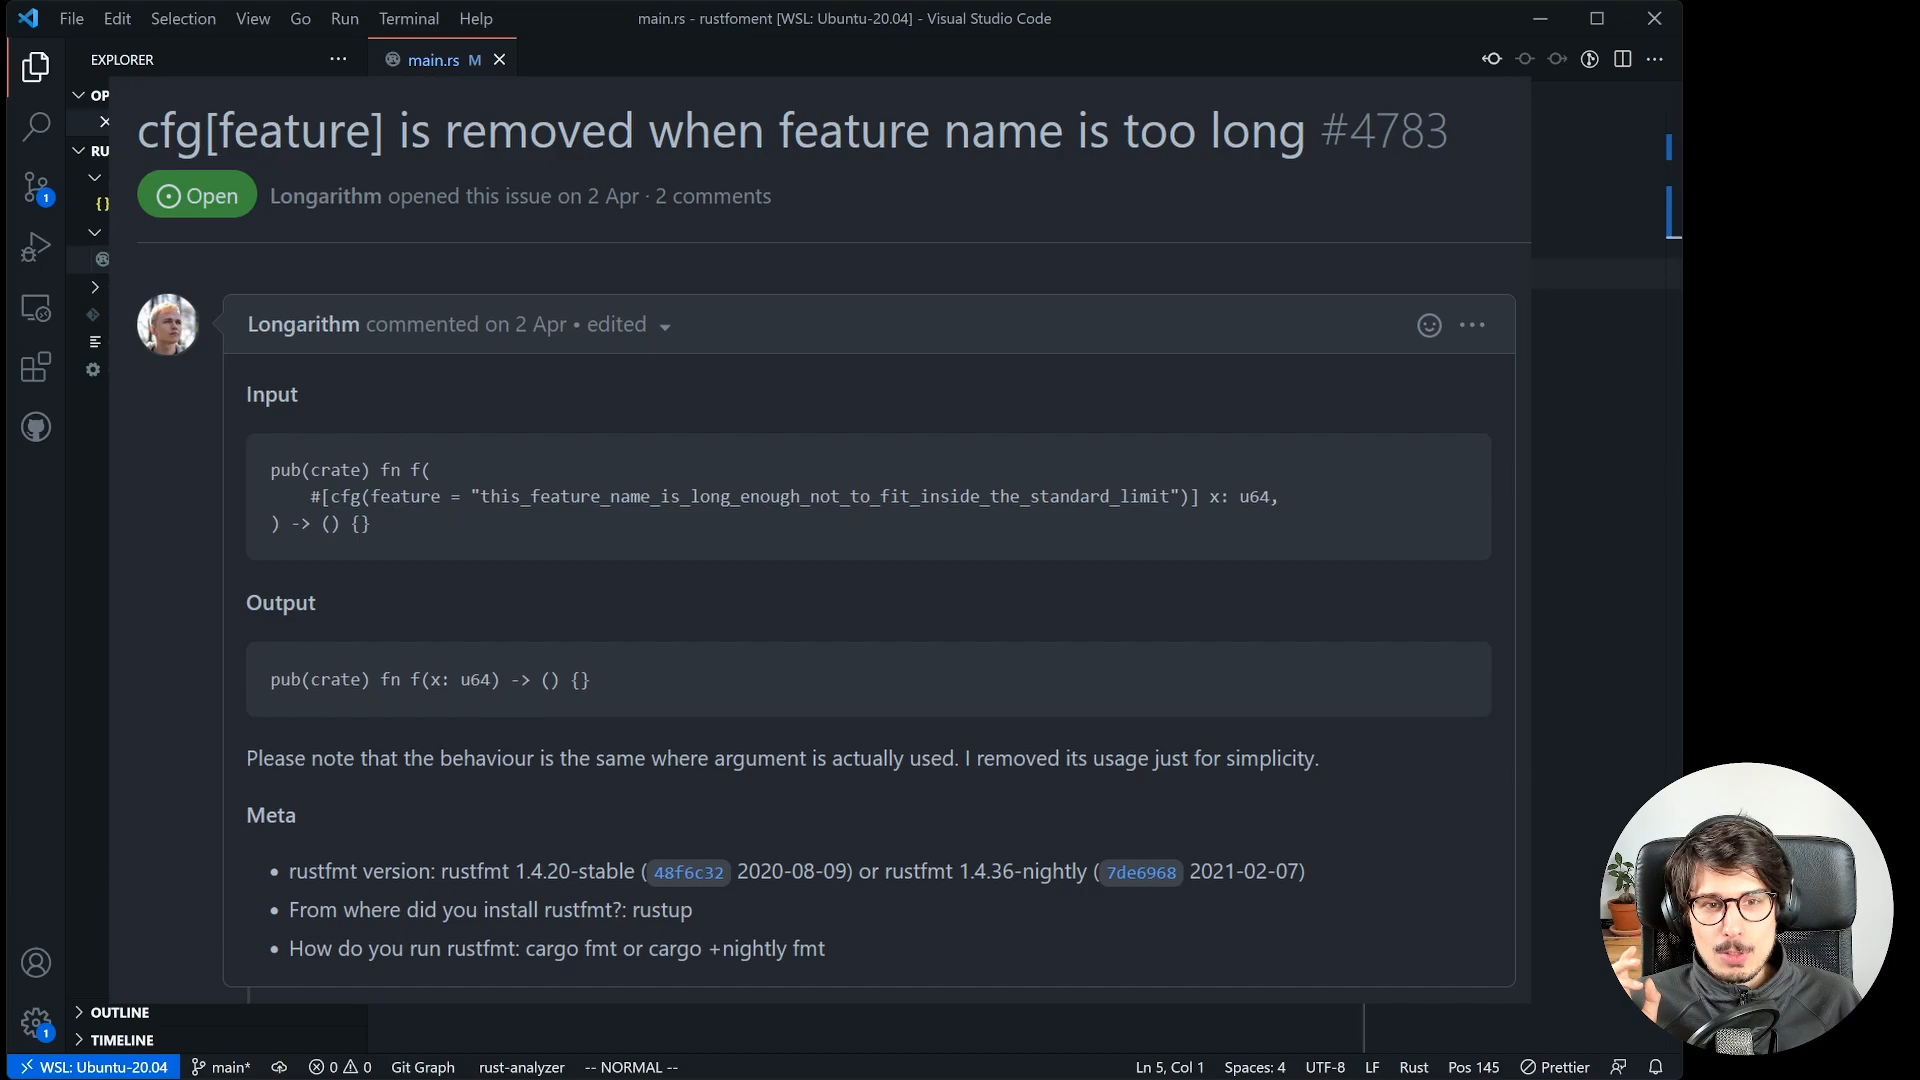 File Edit Selection View Go Run Terminal Help
main.rs - rustfoment [WSL: Ubuntu-20.04] - Visual Studio Code
EXPLORER
main.rs M
OP
RU
cfg[feature] is removed when feature name is too long #4783
Open
Longarithm opened this issue on 2 Apr · 2 comments
Longarithm commented on 2 Apr • edited
Input
pub(crate) fn f(
#[cfg(feature = "this_feature_name_is_long_enough_not_to_fit_inside_the_standard_limit")] x: u64,
) -> () {}
Output
pub(crate) fn f(x: u64) -> () {}
Please note that the behaviour is the same where argument is actually used. I removed its usage just for simplicity.
Meta
• rustfmt version: rustfmt 1.4.20-stable (48f6c32 2020-08-09) or rustfmt 1.4.36-nightly (7de6968 2021-02-07)
• From where did you install rustfmt?: rustup
• How do you run rustfmt: cargo fmt or cargo +nightly fmt
1
1
OUTLINE
TIMELINE
WSL: Ubuntu-20.04 main* 0 0 Git Graph rust-analyzer -- NORMAL -- Ln 5, Col 1 Spaces: 4 UTF-8 LF Rust Pos 145 Prettier